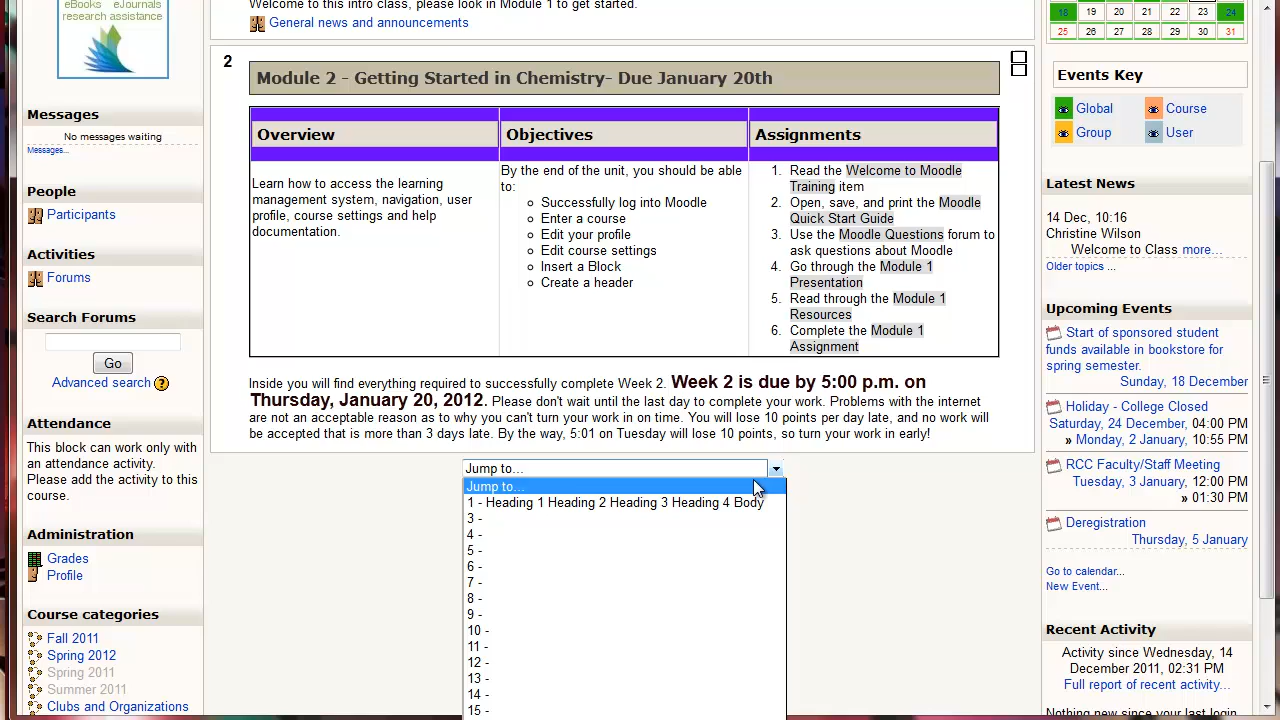 eBooks eJournals
research assistance
Messages
No messages waiting
Messages...
People
Participants
Activities
Forums
Search Forums
Go
Advanced search ?
Attendance
This block can work only with
an attendance activity.
Please add the activity to this
course.
Administration
Grades
Profile
Course categories
Fall 2011
Spring 2012
Spring 2011
Summer 2011
Clubs and Organizations
Welcome to this intro class, please look in Module 1 to get started.
General news and announcements
2
Module 2 - Getting Started in Chemistry- Due January 20th
Overview
Learn how to access the learning
management system, navigation, user
profile, course settings and help
documentation.
Objectives
By the end of the unit, you should be able
to:
Successfully log into Moodle
Enter a course
Edit your profile
Edit course settings
Insert a Block
Create a header
Assignments
1. Read the Welcome to Moodle
Training item
2. Open, save, and print the Moodle
Quick Start Guide
3. Use the Moodle Questions forum to
ask questions about Moodle
4. Go through the Module 1
Presentation
5. Read through the Module 1
Resources
6. Complete the Module 1
Assignment
Inside you will find everything required to successfully complete Week 2. Week 2 is due by 5:00 p.m. on
Thursday, January 20, 2012. Please don't wait until the last day to complete your work. Problems with the internet
are not an acceptable reason as to why you can't turn your work in on time. You will lose 10 points per day late, and no work will
be accepted that is more than 3 days late. By the way, 5:01 on Tuesday will lose 10 points, so turn your work in early!
Jump to...
Jump to...
1 - Heading 1 Heading 2 Heading 3 Heading 4 Body
3 -
4 -
5 -
6 -
7 -
8 -
9 -
10 -
11 -
12 -
13 -
14 -
15 -
18 19 20 21 22 23 24
25 26 27 28 29 30 31
Events Key
Global Course
Group User
Latest News
14 Dec, 10:16
Christine Wilson
Welcome to Class more...
Older topics ...
Upcoming Events
Start of sponsored student
funds available in bookstore for
spring semester.
Sunday, 18 December
Holiday - College Closed
Saturday, 24 December, 04:00 PM
» Monday, 2 January, 10:55 PM
RCC Faculty/Staff Meeting
Tuesday, 3 January, 12:00 PM
» 01:30 PM
Deregistration
Thursday, 5 January
Go to calendar...
New Event...
Recent Activity
Activity since Wednesday, 14
December 2011, 02:31 PM
Full report of recent activity...
Nothing new since your last login